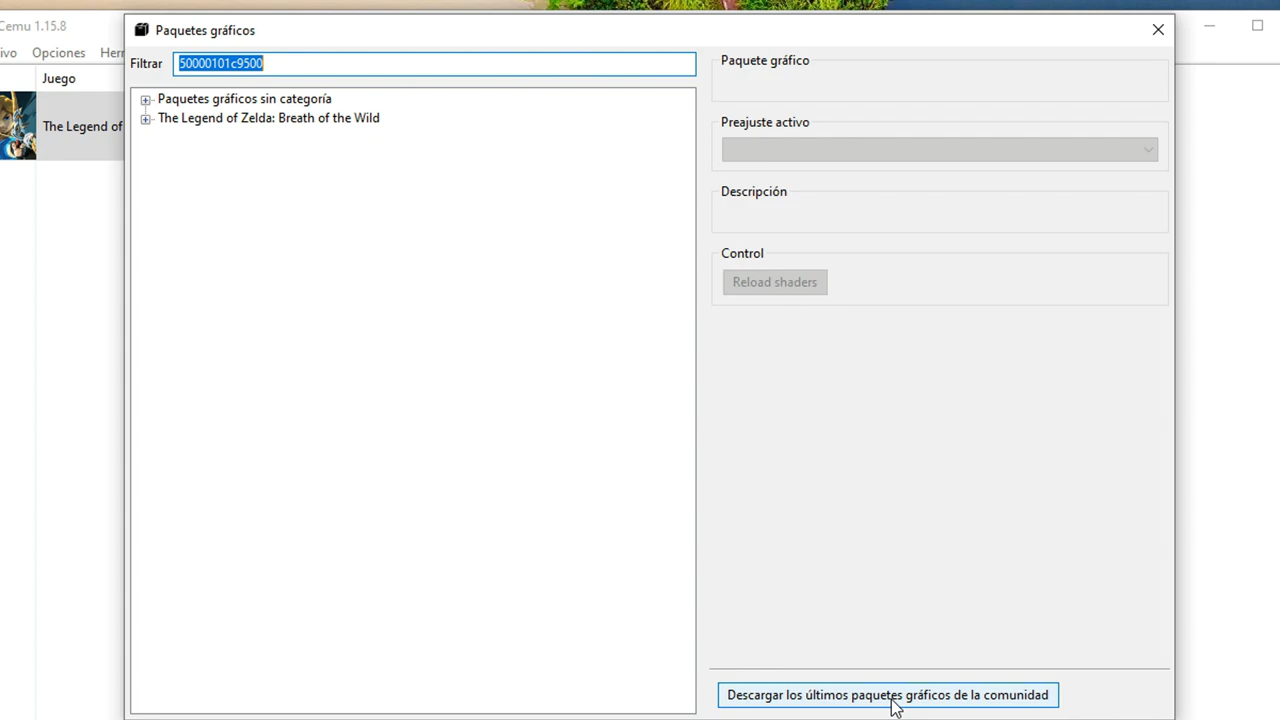 Cemu 1.15.8
Paquetes gráficos
ivo Opciones Herr
Filtrar 50000101c9500
Paquete gráfico
Juego
Paquetes gráficos sin categoría
The Legend of Zelda: Breath of the Wild
Preajuste activo
The Legend of
Descripción
Control
Reload shaders
Descargar los últimos paquetes gráficos de la comunidad